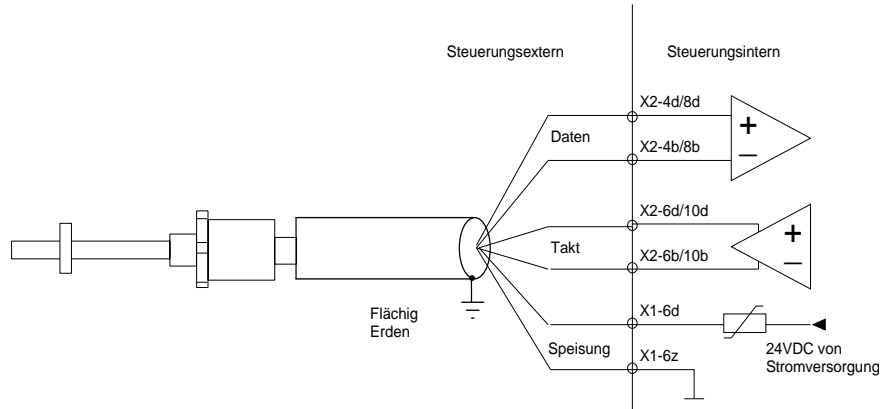 Steuerungsextern
Steuerungsintern
X2-4d/8d
+
Daten
X2-4b/8b
–
X2-6d/10d
+
Takt
X2-6b/10b
–
Flächig
Erden
X1-6d
Speisung
24VDC von
Stromversorgung
X1-6z